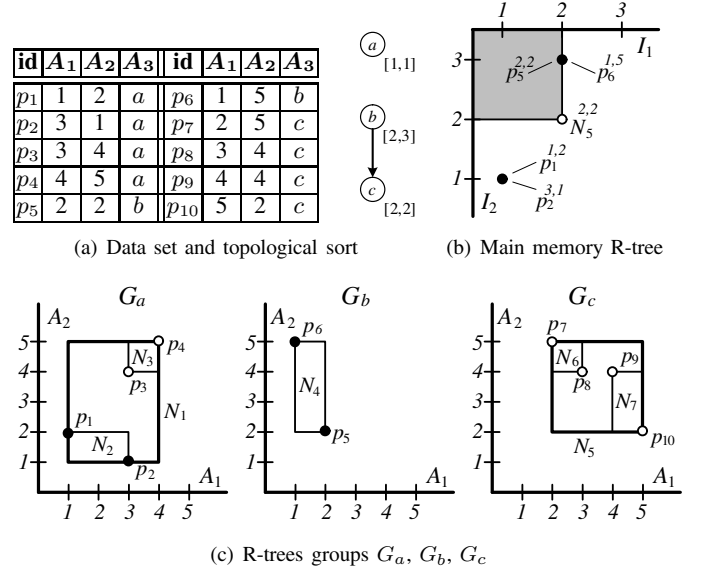 id A1 A2 A3 id A1 A2 A3
p1 1 2 a p6 1 5 b
p2 3 1 a p7 2 5 c
p3 3 4 a p8 3 4 c
p4 4 5 a p9 4 4 c
p5 2 2 b p10 5 2 c
(a) Data set and topological sort
a
[1,1]
b
[2,3]
c
[2,2]
1 2 3
I1
3
2
1
I2
2,2
p5
1,5
p6
2,2
N5
1,2
p1
3,1
p2
(b) Main memory R-tree
Ga
A2
5
4
3
2
1
p4
N3
p3
N1
p1
N2
p2
A1
1 2 3 4 5
Gb
A2
5
4
3
2
1
p6
N4
p5
A1
1 2 3 4 5
Gc
A2
5
4
3
2
1
p7
N6
p9
p8
N7
N5
p10
A1
1 2 3 4 5
(c) R-trees groups Ga, Gb, Gc